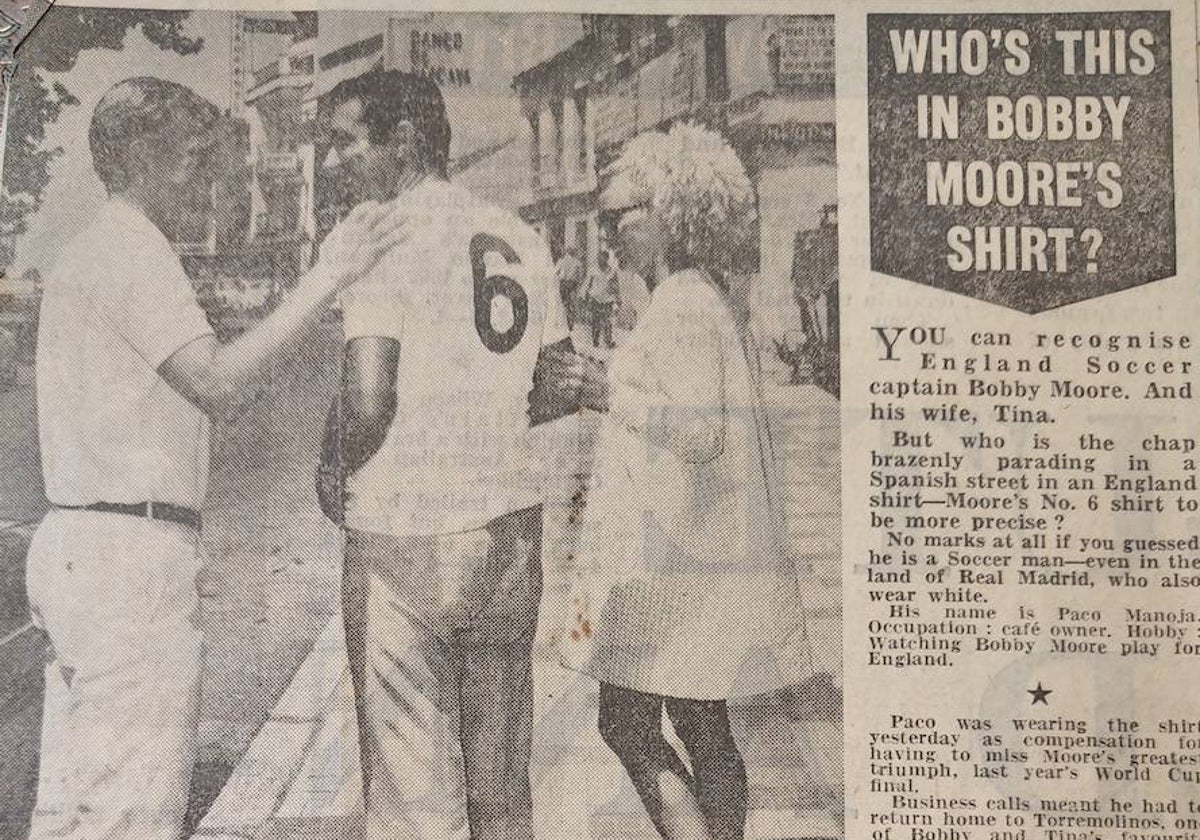 BANCO
DE
6
WHO'S THIS
IN BOBBY
MOORE'S
SHIRT?
YOU can recognise
England Soccer
captain Bobby Moore. And
his wife, Tina.
But who is the chap
brazenly parading in a
Spanish street in an England
shirt—Moore's No. 6 shirt to
be more precise ?
No marks at all if you guessed
he is a Soccer man—even in the
land of Real Madrid, who also
wear white.
His name is Paco Manoja.
Occupation : café owner. Hobby :
Watching Bobby Moore play for
England.
★
Paco was wearing the shirt
yesterday as compensation for
having to miss Moore's greatest
triumph, last year's World Cup
final.
Business calls meant he had to
return home to Torremolinos, on
of Bobby and Tina's favouri